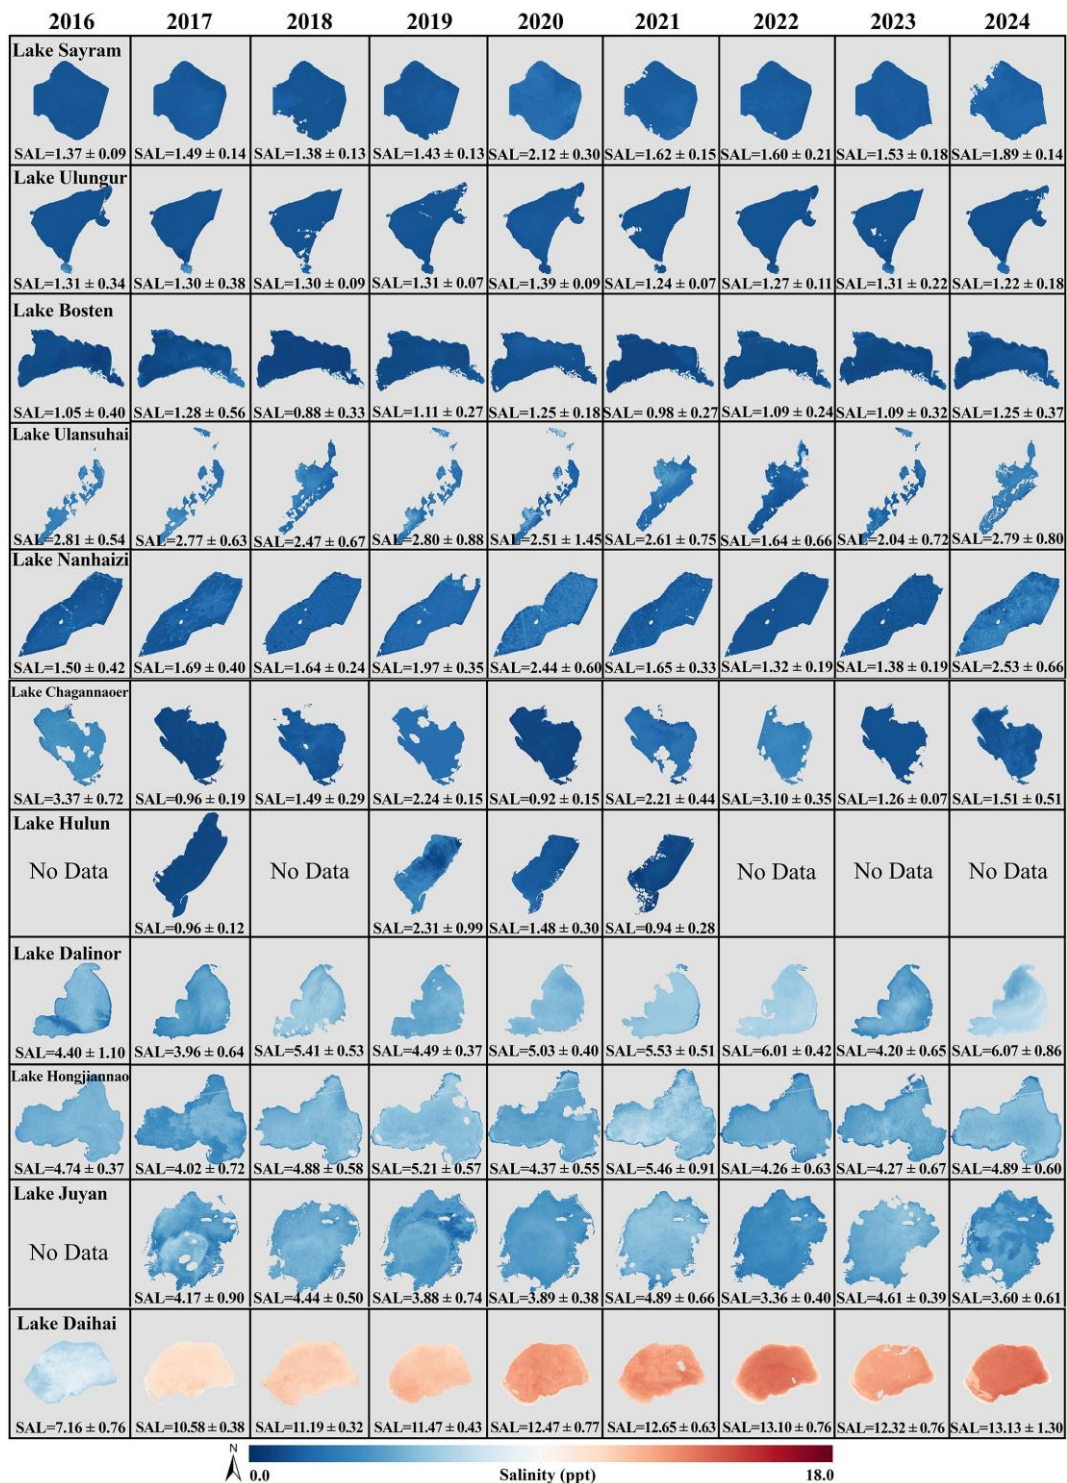 2016 2017 2018 2019 2020 2021 2022 2023 2024
Lake Sayram
SAL=1.37 ± 0.09 SAL=1.49 ± 0.14 SAL=1.38 ± 0.13 SAL=1.43 ± 0.13 SAL=2.12 ± 0.30 SAL=1.62 ± 0.15 SAL=1.60 ± 0.21 SAL=1.53 ± 0.18 SAL=1.89 ± 0.14
Lake Ulungur
SAL=1.31 ± 0.34 SAL=1.30 ± 0.38 SAL=1.30 ± 0.09 SAL=1.31 ± 0.07 SAL=1.39 ± 0.09 SAL=1.24 ± 0.07 SAL=1.27 ± 0.11 SAL=1.31 ± 0.22 SAL=1.22 ± 0.18
Lake Bosten
SAL=1.05 ± 0.40 SAL=1.28 ± 0.56 SAL=0.88 ± 0.33 SAL=1.11 ± 0.27 SAL=1.25 ± 0.18 SAL= 0.98 ± 0.27 SAL=1.09 ± 0.24 SAL=1.09 ± 0.32 SAL=1.25 ± 0.37
Lake Ulansuhai
SAL=2.81 ± 0.54 SAL=2.77 ± 0.63 SAL=2.47 ± 0.67 SAL=2.80 ± 0.88 SAL=2.51 ± 1.45 SAL=2.61 ± 0.75 SAL=1.64 ± 0.66 SAL=2.04 ± 0.72 SAL=2.79 ± 0.80
Lake Nanhaizi
SAL=1.50 ± 0.42 SAL=1.69 ± 0.40 SAL=1.64 ± 0.24 SAL=1.97 ± 0.35 SAL=2.44 ± 0.60 SAL=1.65 ± 0.33 SAL=1.32 ± 0.19 SAL=1.38 ± 0.19 SAL=2.53 ± 0.66
Lake Chagannaoer
SAL=3.37 ± 0.72 SAL=0.96 ± 0.19 SAL=1.49 ± 0.29 SAL=2.24 ± 0.15 SAL=0.92 ± 0.15 SAL=2.21 ± 0.44 SAL=3.10 ± 0.35 SAL=1.26 ± 0.07 SAL=1.51 ± 0.51
Lake Hulun
No Data No Data No Data No Data No Data
SAL=0.96 ± 0.12 SAL=2.31 ± 0.99 SAL=1.48 ± 0.30 SAL=0.94 ± 0.28
Lake Dalinor
SAL=4.40 ± 1.10 SAL=3.96 ± 0.64 SAL=5.41 ± 0.53 SAL=4.49 ± 0.37 SAL=5.03 ± 0.40 SAL=5.53 ± 0.51 SAL=6.01 ± 0.42 SAL=4.20 ± 0.65 SAL=6.07 ± 0.86
Lake Hongjiannao
SAL=4.74 ± 0.37 SAL=4.02 ± 0.72 SAL=4.88 ± 0.58 SAL=5.21 ± 0.57 SAL=4.37 ± 0.55 SAL=5.46 ± 0.91 SAL=4.26 ± 0.63 SAL=4.27 ± 0.67 SAL=4.89 ± 0.60
Lake Juyan
No Data
SAL=4.17 ± 0.90 SAL=4.44 ± 0.50 SAL=3.88 ± 0.74 SAL=3.89 ± 0.38 SAL=4.89 ± 0.66 SAL=3.36 ± 0.40 SAL=4.61 ± 0.39 SAL=3.60 ± 0.61
Lake Daihai
SAL=7.16 ± 0.76 SAL=10.58 ± 0.38 SAL=11.19 ± 0.32 SAL=11.47 ± 0.43 SAL=12.47 ± 0.77 SAL=12.65 ± 0.63 SAL=13.10 ± 0.76 SAL=12.32 ± 0.76 SAL=13.13 ± 1.30
N
0.0 Salinity (ppt) 18.0